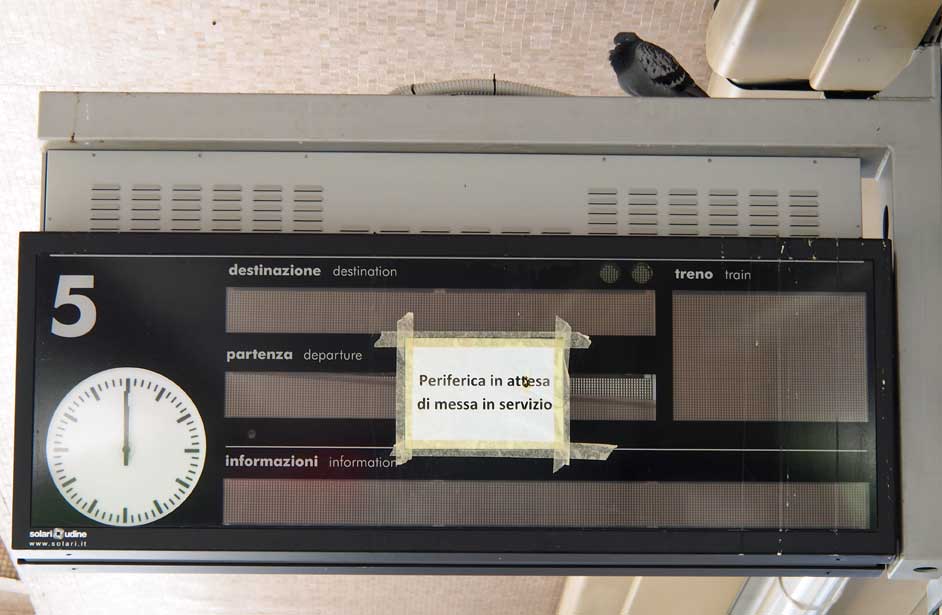 5
destinazione destination
treno train
partenza departure
Periferica in attesa
di messa in servizio
informazioni information
solari udine
www.solari.it